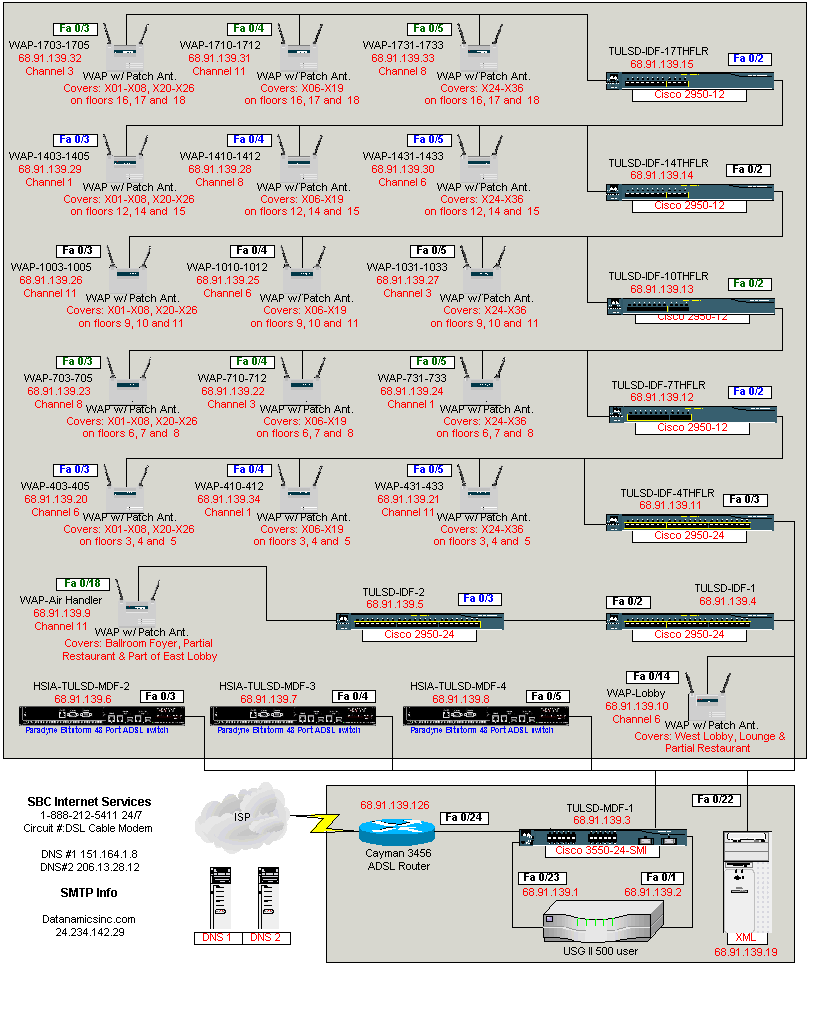 Fa 0/3
WAP-1703-1705
68.91.139.32
Channel 3
WAP w/ Patch Ant.
Covers: X01-X08, X20-X26
on floors 16, 17 and 18
Fa 0/4
WAP-1710-1712
68.91.139.31
Channel 11
WAP w/ Patch Ant.
Covers: X06-X19
on floors 16, 17 and 18
Fa 0/5
WAP-1731-1733
68.91.139.33
Channel 8
WAP w/ Patch Ant.
Covers: X24-X36
on floors 16, 17 and 18
TULSD-IDF-17THFLR
68.91.139.15
Fa 0/2
Cisco 2950-12
Fa 0/3
WAP-1403-1405
68.91.139.29
Channel 1
WAP w/ Patch Ant.
Covers: X01-X08, X20-X26
on floors 12, 14 and 15
Fa 0/4
WAP-1410-1412
68.91.139.28
Channel 8
WAP w/ Patch Ant.
Covers: X06-X19
on floors 12, 14 and 15
Fa 0/5
WAP-1431-1433
68.91.139.30
Channel 6
WAP w/ Patch Ant.
Covers: X24-X36
on floors 12, 14 and 15
TULSD-IDF-14THFLR
68.91.139.14
Fa 0/2
Cisco 2950-12
Fa 0/3
WAP-1003-1005
68.91.139.26
Channel 11
WAP w/ Patch Ant.
Covers: X01-X08, X20-X26
on floors 9, 10 and 11
Fa 0/4
WAP-1010-1012
68.91.139.25
Channel 6
WAP w/ Patch Ant.
Covers: X06-X19
on floors 9, 10 and 11
Fa 0/5
WAP-1031-1033
68.91.139.27
Channel 3
WAP w/ Patch Ant.
Covers: X24-X36
on floors 9, 10 and 11
TULSD-IDF-10THFLR
68.91.139.13
Fa 0/2
Cisco 2950-12
Fa 0/3
WAP-703-705
68.91.139.23
Channel 8
WAP w/ Patch Ant.
Covers: X01-X08, X20-X26
on floors 6, 7 and 8
Fa 0/4
WAP-710-712
68.91.139.22
Channel 3
WAP w/ Patch Ant.
Covers: X06-X19
on floors 6, 7 and 8
Fa 0/5
WAP-731-733
68.91.139.24
Channel 1
WAP w/ Patch Ant.
Covers: X24-X36
on floors 6, 7 and 8
TULSD-IDF-7THFLR
68.91.139.12
Fa 0/2
Cisco 2950-12
Fa 0/3
WAP-403-405
68.91.139.20
Channel 6
WAP w/ Patch Ant.
Covers: X01-X08, X20-X26
on floors 3, 4 and 5
Fa 0/4
WAP-410-412
68.91.139.34
Channel 1
WAP w/ Patch Ant.
Covers: X06-X19
on floors 3, 4 and 5
Fa 0/5
WAP-431-433
68.91.139.21
Channel 11
WAP w/ Patch Ant.
Covers: X24-X36
on floors 3, 4 and 5
TULSD-IDF-4THFLR
68.91.139.11
Fa 0/3
Cisco 2950-24
Fa 0/18
WAP-Air Handler
68.91.139.9
Channel 11
WAP w/ Patch Ant.
Covers: Ballroom Foyer, Partial
Restaurant & Part of East Lobby
TULSD-IDF-2
68.91.139.5
Fa 0/3
Cisco 2950-24
TULSD-IDF-1
Fa 0/2
68.91.139.4
Cisco 2950-24
HSIA-TULSD-MDF-2
68.91.139.6
Fa 0/3
Paradyne Bitstorm 48 Port ADSL switch
HSIA-TULSD-MDF-3
68.91.139.7
Fa 0/4
Paradyne Bitstorm 48 Port ADSL switch
HSIA-TULSD-MDF-4
68.91.139.8
Fa 0/5
Paradyne Bitstorm 48 Port ADSL switch
Fa 0/14
WAP-Lobby
68.91.139.10
Channel 6
WAP w/ Patch Ant.
Covers: West Lobby, Lounge &
Partial Restaurant
SBC Internet Services
1-888-212-5411 24/7
Circuit #:DSL Cable Modem
DNS #1 151.164.1.8
DNS#2 206.13.28.12
SMTP Info
Datanamicsinc.com
24.234.142.29
ISP
DNS 1
DNS 2
68.91.139.126
Fa 0/24
Cayman 3456
ADSL Router
TULSD-MDF-1
68.91.139.3
Cisco 3550-24-SMI
Fa 0/22
Fa 0/23
68.91.139.1
Fa 0/1
68.91.139.2
USG II 500 user
XML
68.91.139.19